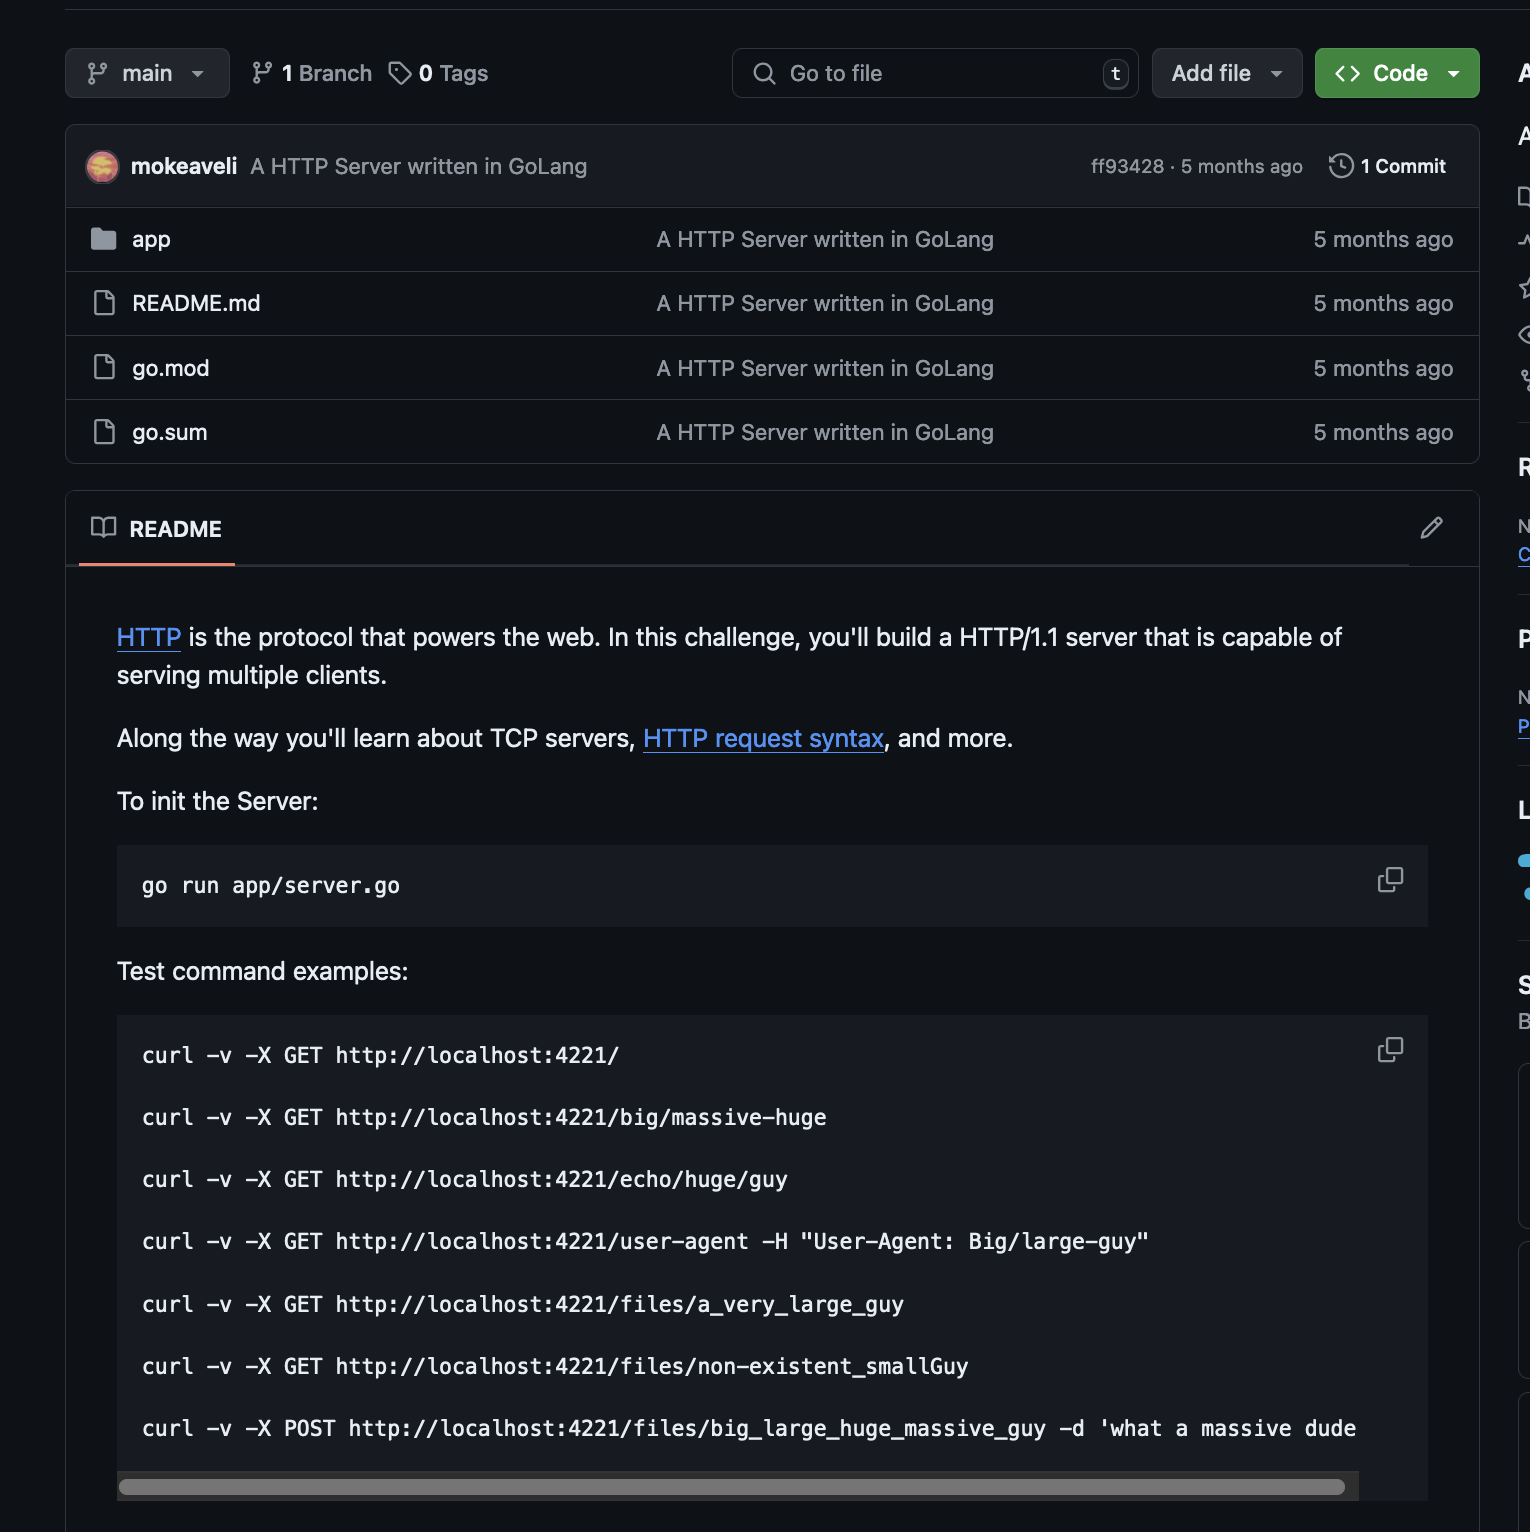 main
1 Branch
0 Tags
Go to file
t
Add file
Code
mokeaveli A HTTP Server written in GoLang
ff93428 · 5 months ago
1 Commit
app A HTTP Server written in GoLang 5 months ago
README.md A HTTP Server written in GoLang 5 months ago
go.mod A HTTP Server written in GoLang 5 months ago
go.sum A HTTP Server written in GoLang 5 months ago
README
HTTP is the protocol that powers the web. In this challenge, you'll build a HTTP/1.1 server that is capable of
serving multiple clients.
Along the way you'll learn about TCP servers, HTTP request syntax, and more.
To init the Server:
go run app/server.go
Test command examples:
curl -v -X GET http://localhost:4221/
curl -v -X GET http://localhost:4221/big/massive-huge
curl -v -X GET http://localhost:4221/echo/huge/guy
curl -v -X GET http://localhost:4221/user-agent -H "User-Agent: Big/large-guy"
curl -v -X GET http://localhost:4221/files/a_very_large_guy
curl -v -X GET http://localhost:4221/files/non-existent_smallGuy
curl -v -X POST http://localhost:4221/files/big_large_huge_massive_guy -d 'what a massive dude